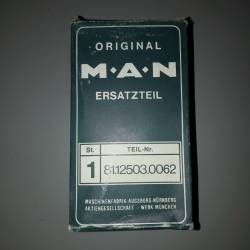 ORIGINAL
M·A·N
ERSATZTEIL
St. TEIL-Nr.
1 81.12503.0062
MASCHINENFABRIK AUGSBURG-NÜRNBERG
AKTIENGESELLSCHAFT - WERK MÜNCHEN